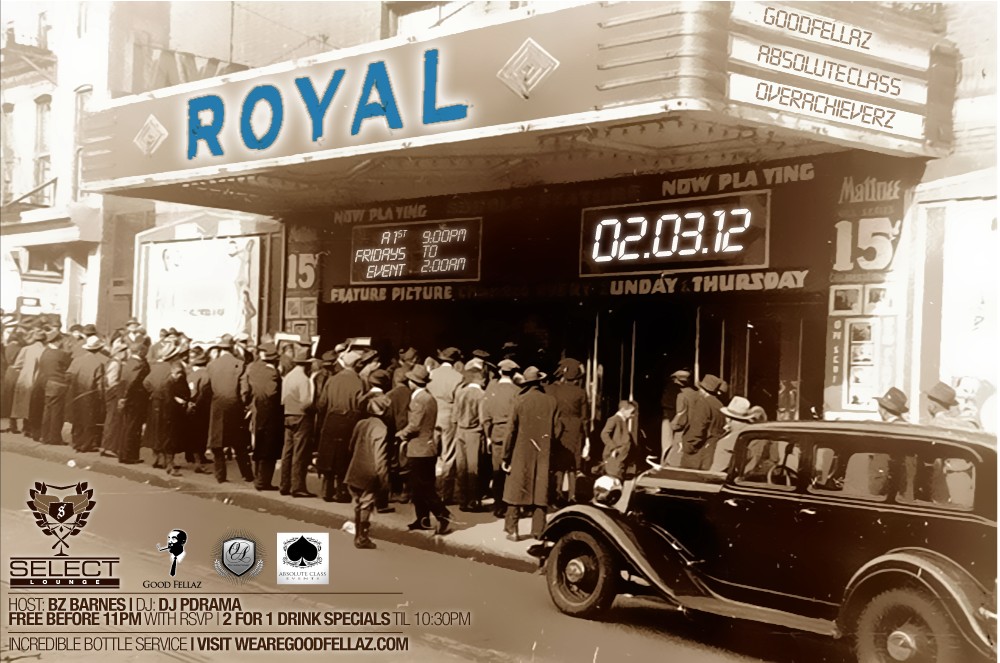 GOODFELLAZ
ABSOLUTECLASS
OVERACHIEVERZ
ROYAL
NOW PLAYING
NOW PLAYING
Matinee
15¢
A 1ST 9:00PM
FRIDAYS TO
EVENT 2:00AM
02.03.12
15
FEATURE PICTURE
UNDAY THURSDAY
S
SELECT
LOUNGE
GOOD FELLAZ
ABSOLUTE CLASS
EVENTS
HOST: BZ BARNES | DJ: DJ PDRAMA
FREE BEFORE 11PM WITH RSVP | 2 FOR 1 DRINK SPECIALS TIL 10:30PM
INCREDIBLE BOTTLE SERVICE | VISIT WEAREGOODFELLAZ.COM